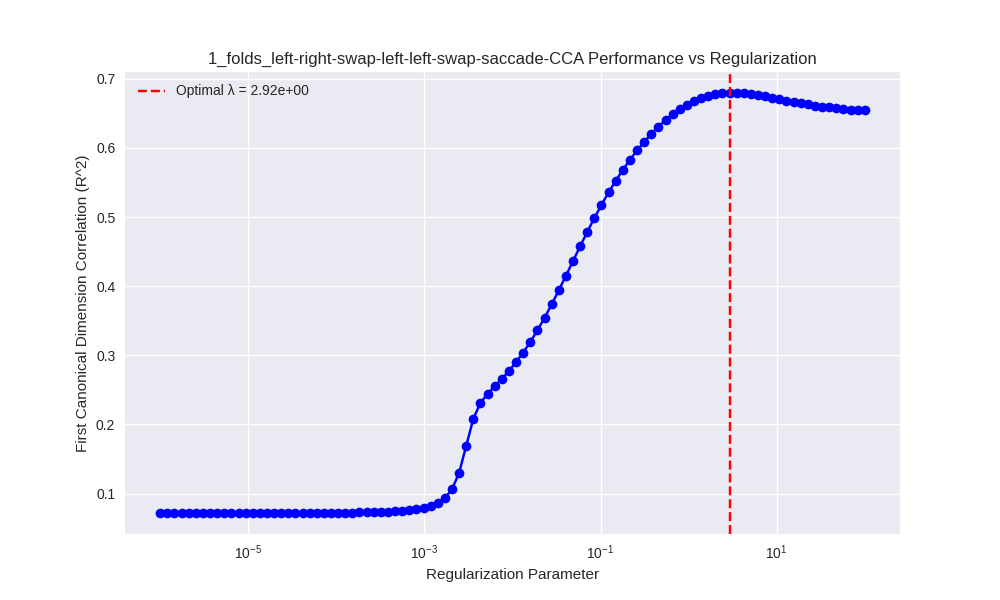 1_folds_left-right-swap-left-left-swap-saccade-CCA Performance vs Regularization
Optimal λ = 2.92e+00
First Canonical Dimension Correlation (R^2)
0.7
0.6
0.5
0.4
0.3
0.2
0.1
10⁻⁵
10⁻³
10⁻¹
10¹
Regularization Parameter